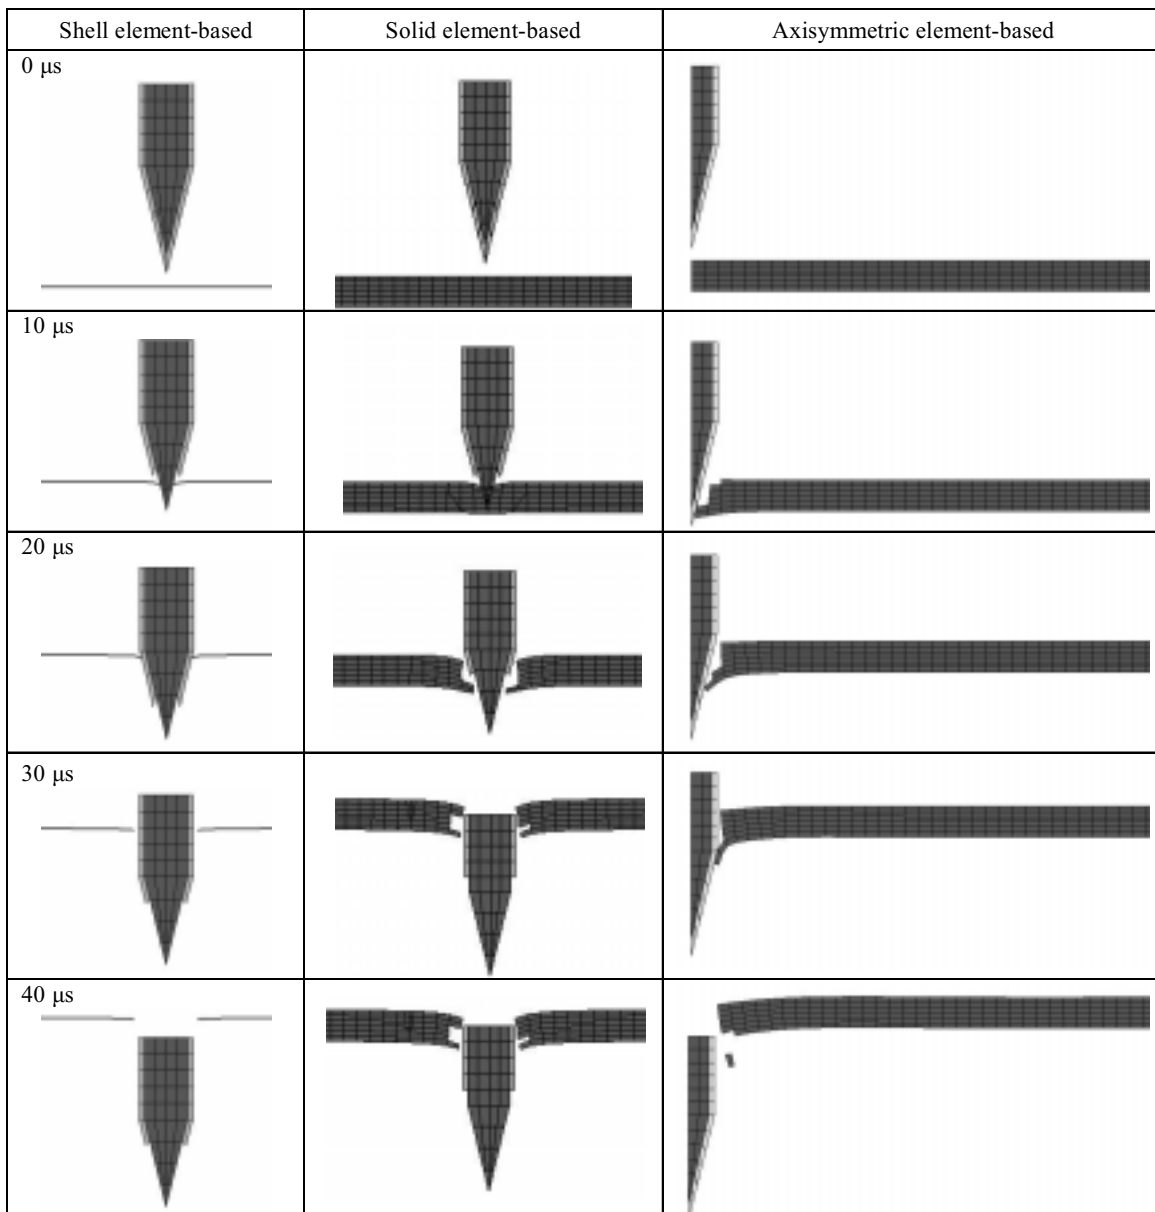 Shell element-based
Solid element-based
Axisymmetric element-based
0 μs
10 μs
20 μs
30 μs
40 μs